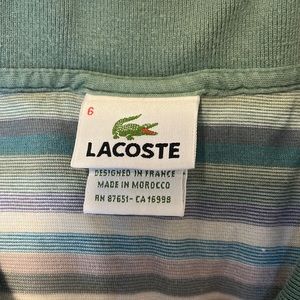 6
LACOSTE
DESIGNED IN FRANCE
MADE IN MOROCCO
RN 87651 - CA 16998